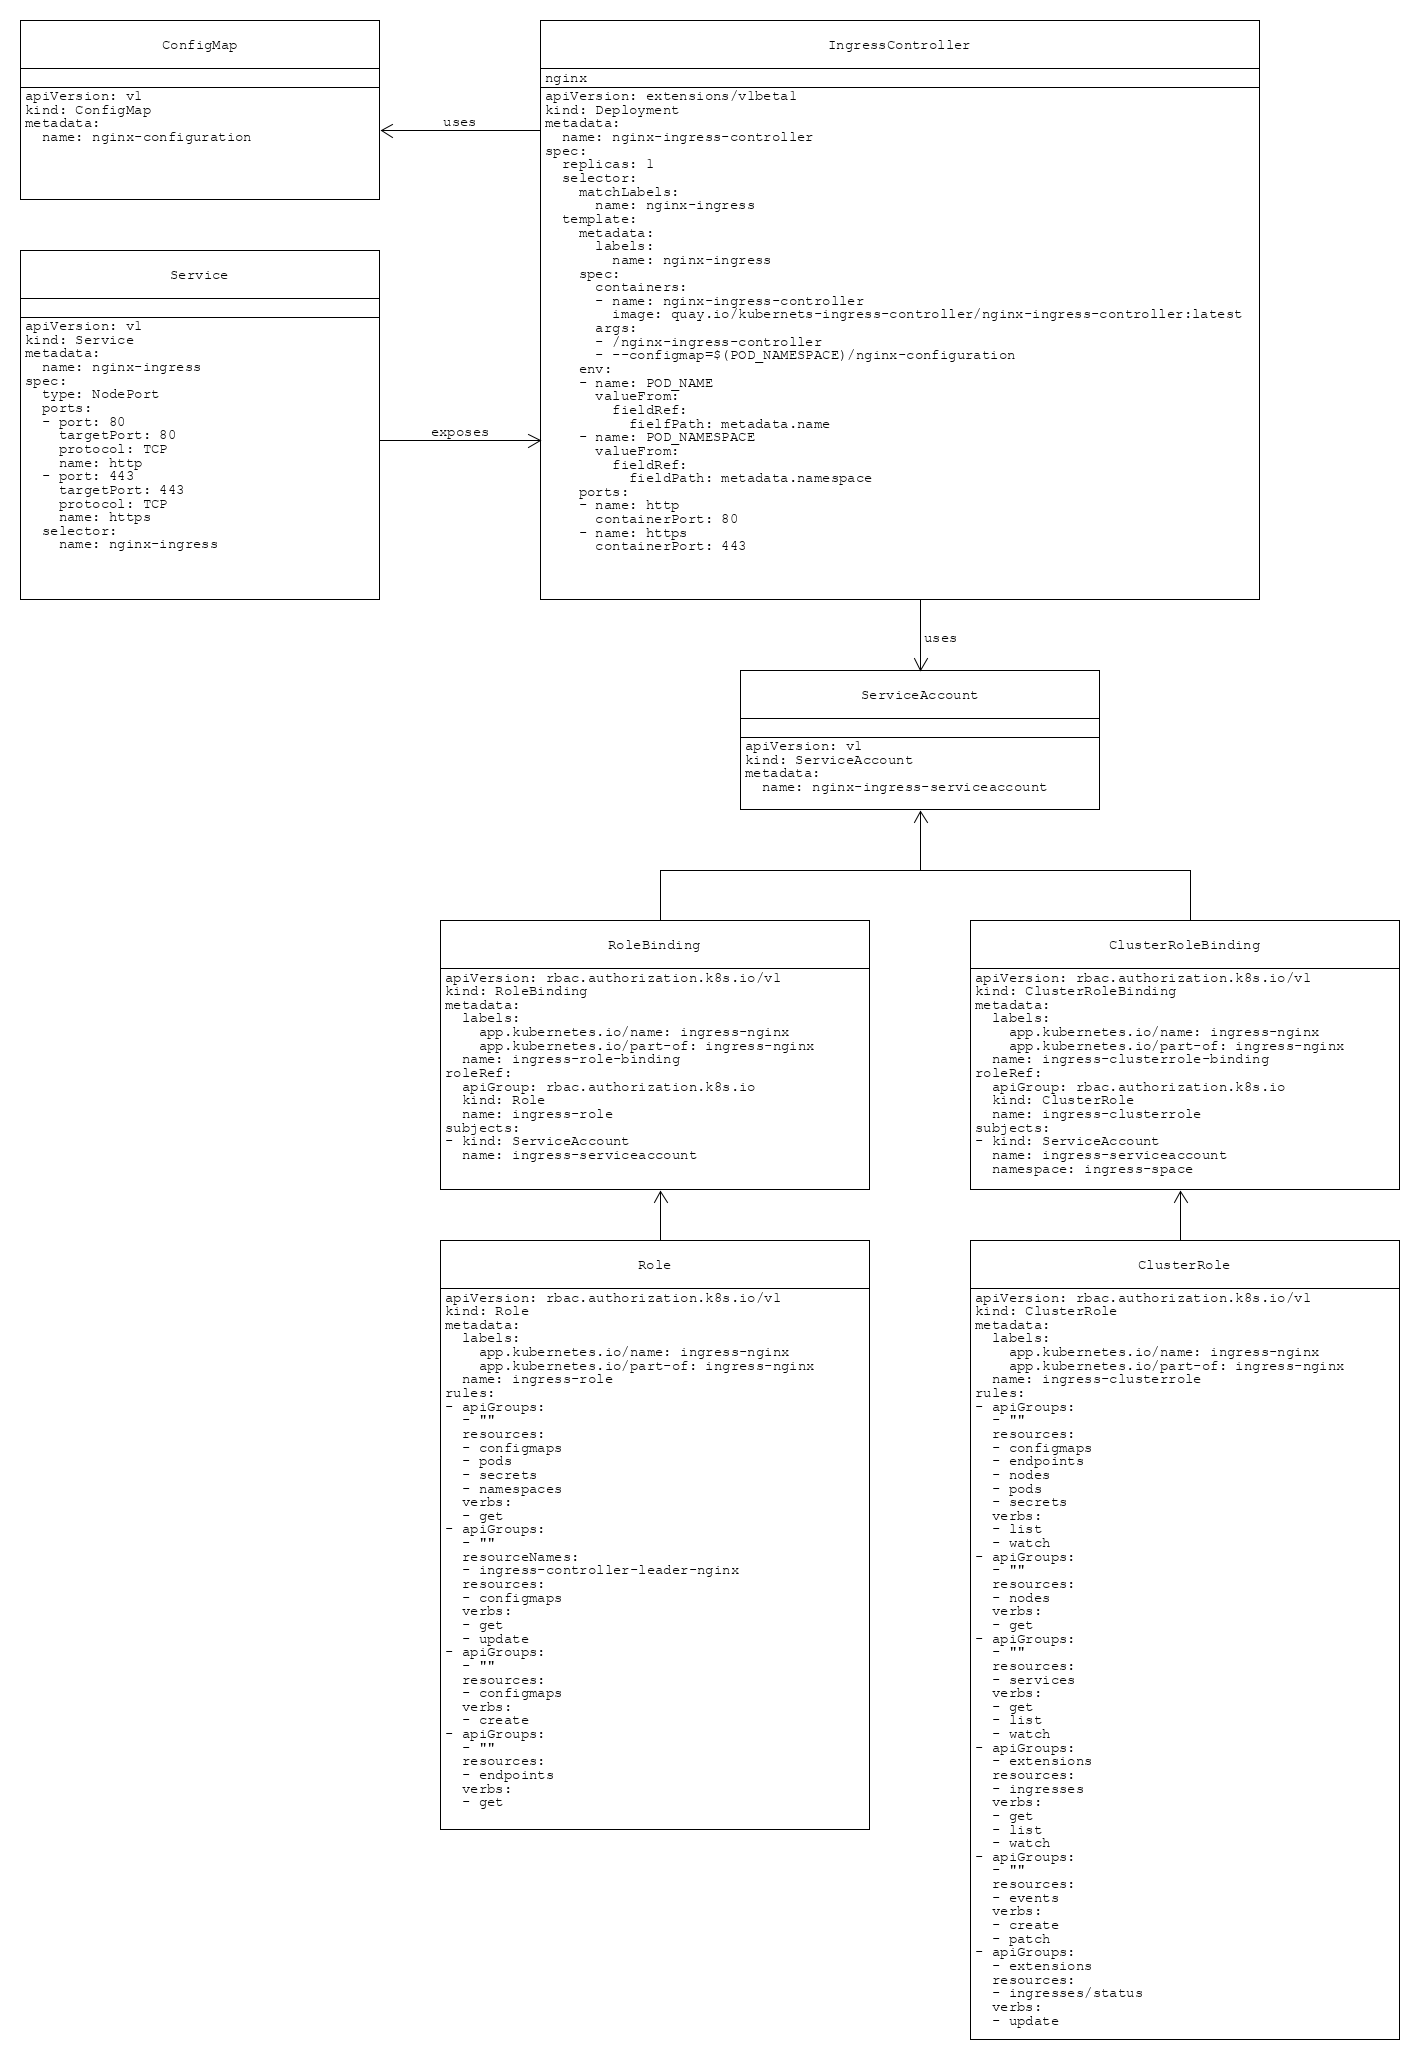 ConfigMap
apiVersion: v1
kind: ConfigMap
metadata:
  name: nginx-configuration
uses
IngressController
nginx
apiVersion: extensions/v1beta1
kind: Deployment
metadata:
  name: nginx-ingress-controller
spec:
  replicas: 1
  selector:
    matchLabels:
      name: nginx-ingress
  template:
    metadata:
      labels:
        name: nginx-ingress
    spec:
      containers:
      - name: nginx-ingress-controller
        image: quay.io/kubernets-ingress-controller/nginx-ingress-controller:latest
      args:
      - /nginx-ingress-controller
      - --configmap=$(POD_NAMESPACE)/nginx-configuration
    env:
    - name: POD_NAME
      valueFrom:
        fieldRef:
          fielfPath: metadata.name
    - name: POD_NAMESPACE
      valueFrom:
        fieldRef:
          fieldPath: metadata.namespace
    ports:
    - name: http
      containerPort: 80
    - name: https
      containerPort: 443
Service
apiVersion: v1
kind: Service
metadata:
  name: nginx-ingress
spec:
  type: NodePort
  ports:
  - port: 80
    targetPort: 80
    protocol: TCP
    name: http
  - port: 443
    targetPort: 443
    protocol: TCP
    name: https
  selector:
    name: nginx-ingress
exposes
uses
ServiceAccount
apiVersion: v1
kind: ServiceAccount
metadata:
  name: nginx-ingress-serviceaccount
RoleBinding
apiVersion: rbac.authorization.k8s.io/v1
kind: RoleBinding
metadata:
  labels:
    app.kubernetes.io/name: ingress-nginx
    app.kubernetes.io/part-of: ingress-nginx
  name: ingress-role-binding
roleRef:
  apiGroup: rbac.authorization.k8s.io
  kind: Role
  name: ingress-role
subjects:
- kind: ServiceAccount
  name: ingress-serviceaccount
ClusterRoleBinding
apiVersion: rbac.authorization.k8s.io/v1
kind: ClusterRoleBinding
metadata:
  labels:
    app.kubernetes.io/name: ingress-nginx
    app.kubernetes.io/part-of: ingress-nginx
  name: ingress-clusterrole-binding
roleRef:
  apiGroup: rbac.authorization.k8s.io
  kind: ClusterRole
  name: ingress-clusterrole
subjects:
- kind: ServiceAccount
  name: ingress-serviceaccount
  namespace: ingress-space
Role
apiVersion: rbac.authorization.k8s.io/v1
kind: Role
metadata:
  labels:
    app.kubernetes.io/name: ingress-nginx
    app.kubernetes.io/part-of: ingress-nginx
  name: ingress-role
rules:
- apiGroups:
  - ""
  resources:
  - configmaps
  - pods
  - secrets
  - namespaces
  verbs:
  - get
- apiGroups:
  - ""
  resourceNames:
  - ingress-controller-leader-nginx
  resources:
  - configmaps
  verbs:
  - get
  - update
- apiGroups:
  - ""
  resources:
  - configmaps
  verbs:
  - create
- apiGroups:
  - ""
  resources:
  - endpoints
  verbs:
  - get
ClusterRole
apiVersion: rbac.authorization.k8s.io/v1
kind: ClusterRole
metadata:
  labels:
    app.kubernetes.io/name: ingress-nginx
    app.kubernetes.io/part-of: ingress-nginx
  name: ingress-clusterrole
rules:
- apiGroups:
  - ""
  resources:
  - configmaps
  - endpoints
  - nodes
  - pods
  - secrets
  verbs:
  - list
  - watch
- apiGroups:
  - ""
  resources:
  - nodes
  verbs:
  - get
- apiGroups:
  - ""
  resources:
  - services
  verbs:
  - get
  - list
  - watch
- apiGroups:
  - extensions
  resources:
  - ingresses
  verbs:
  - get
  - list
  - watch
- apiGroups:
  - ""
  resources:
  - events
  verbs:
  - create
  - patch
- apiGroups:
  - extensions
  resources:
  - ingresses/status
  verbs:
  - update